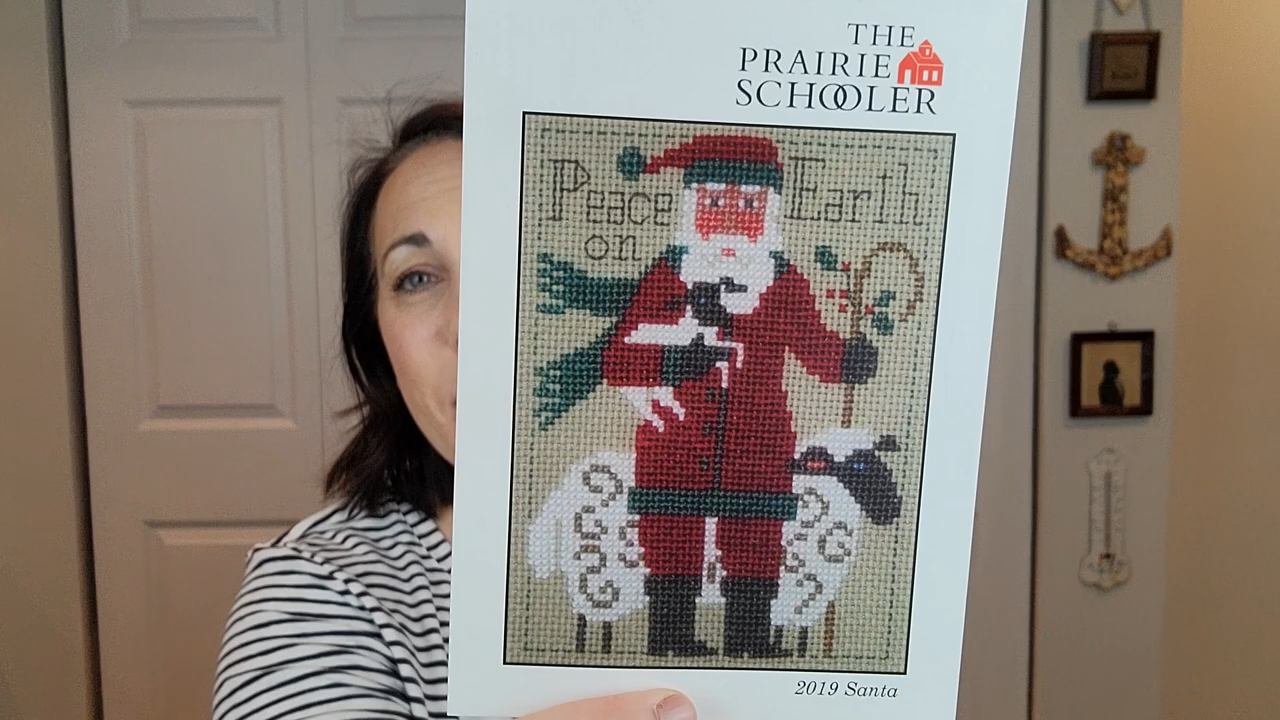 THE
PRAIRIE
SCHOOLER
Peace Earth
on
2019 Santa